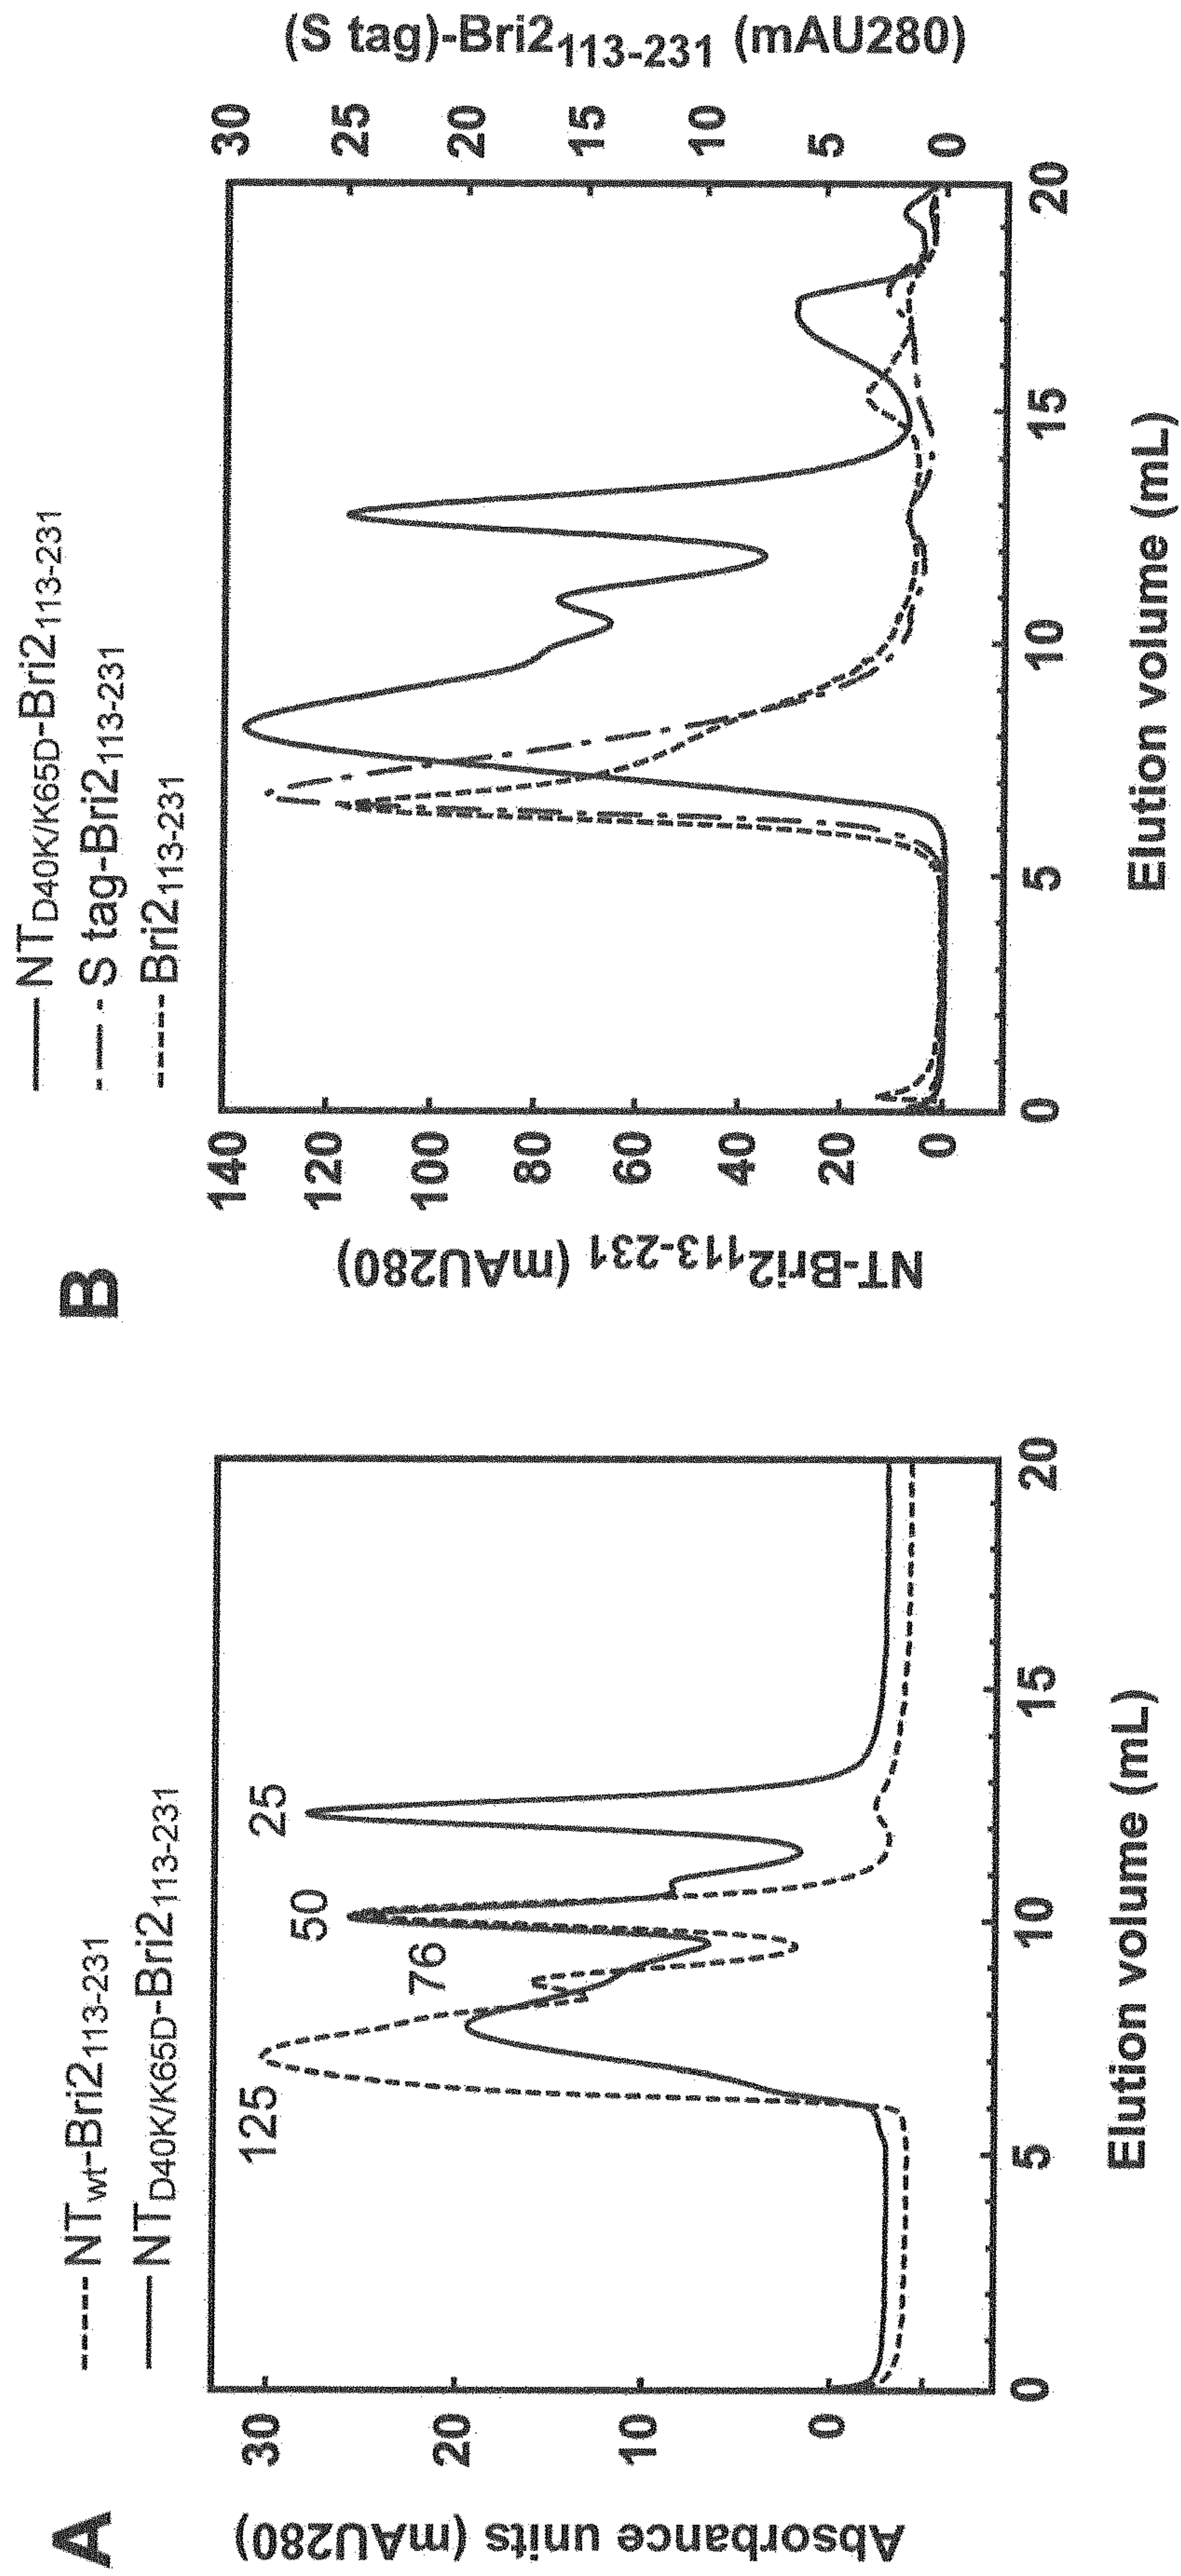 A
NTwt-Bri2113-231
NTD40K/K65D-Bri2113-231
Absorbance units (mAU280)
30
20
10
0
125
76
50
25
0
5
10
15
20
Elution volume (mL)
B
NTD40K/K65D-Bri2113-231
S tag-Bri2113-231
Bri2113-231
NT-Bri2113-231 (mAU280)
140
120
100
80
60
40
20
0
(S tag)-Bri2113-231 (mAU280)
30
25
20
15
10
5
0
0
5
10
15
20
Elution volume (mL)